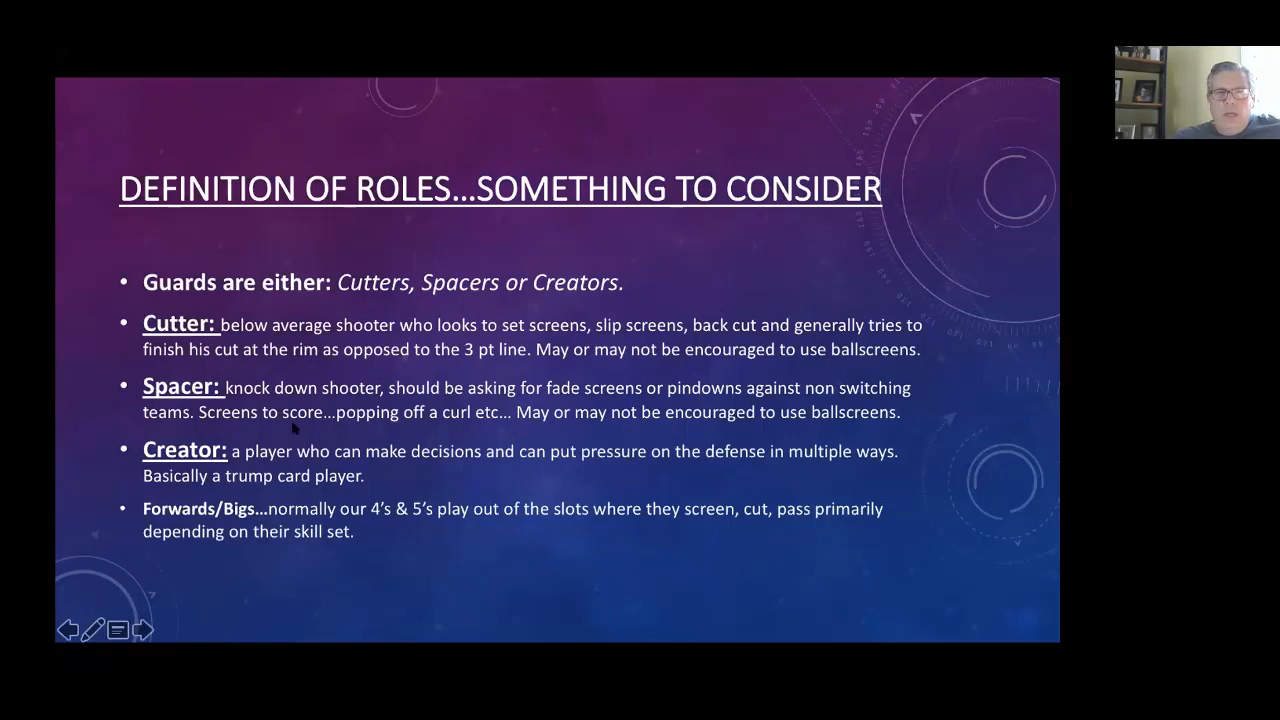 DEFINITION OF ROLES...SOMETHING TO CONSIDER
• Guards are either: Cutters, Spacers or Creators.
• Cutter: below average shooter who looks to set screens, slip screens, back cut and generally tries to
finish his cut at the rim as opposed to the 3 pt line. May or may not be encouraged to use ballscreens.
• Spacer: knock down shooter, should be asking for fade screens or pindowns against non switching
teams. Screens to score...popping off a curl etc... May or may not be encouraged to use ballscreens.
• Creator: a player who can make decisions and can put pressure on the defense in multiple ways.
Basically a trump card player.
• Forwards/Bigs...normally our 4's & 5's play out of the slots where they screen, cut, pass primarily
depending on their skill set.